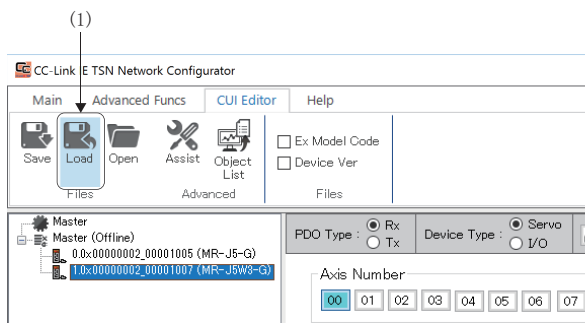 (1)
CC-Link IE TSN Network Configurator
Main Advanced Funcs CUI Editor Help
Save Load Open Assist Object List
Ex Model Code
Device Ver
Files Advanced Files
Master
Master (Offline)
0.0x00000002_00001005 (MR-J5-G)
1.0x00000002_00001007 (MR-J5W3-G)
PDO Type : Rx Tx Device Type : Servo I/O
Axis Number
00 01 02 03 04 05 06 07